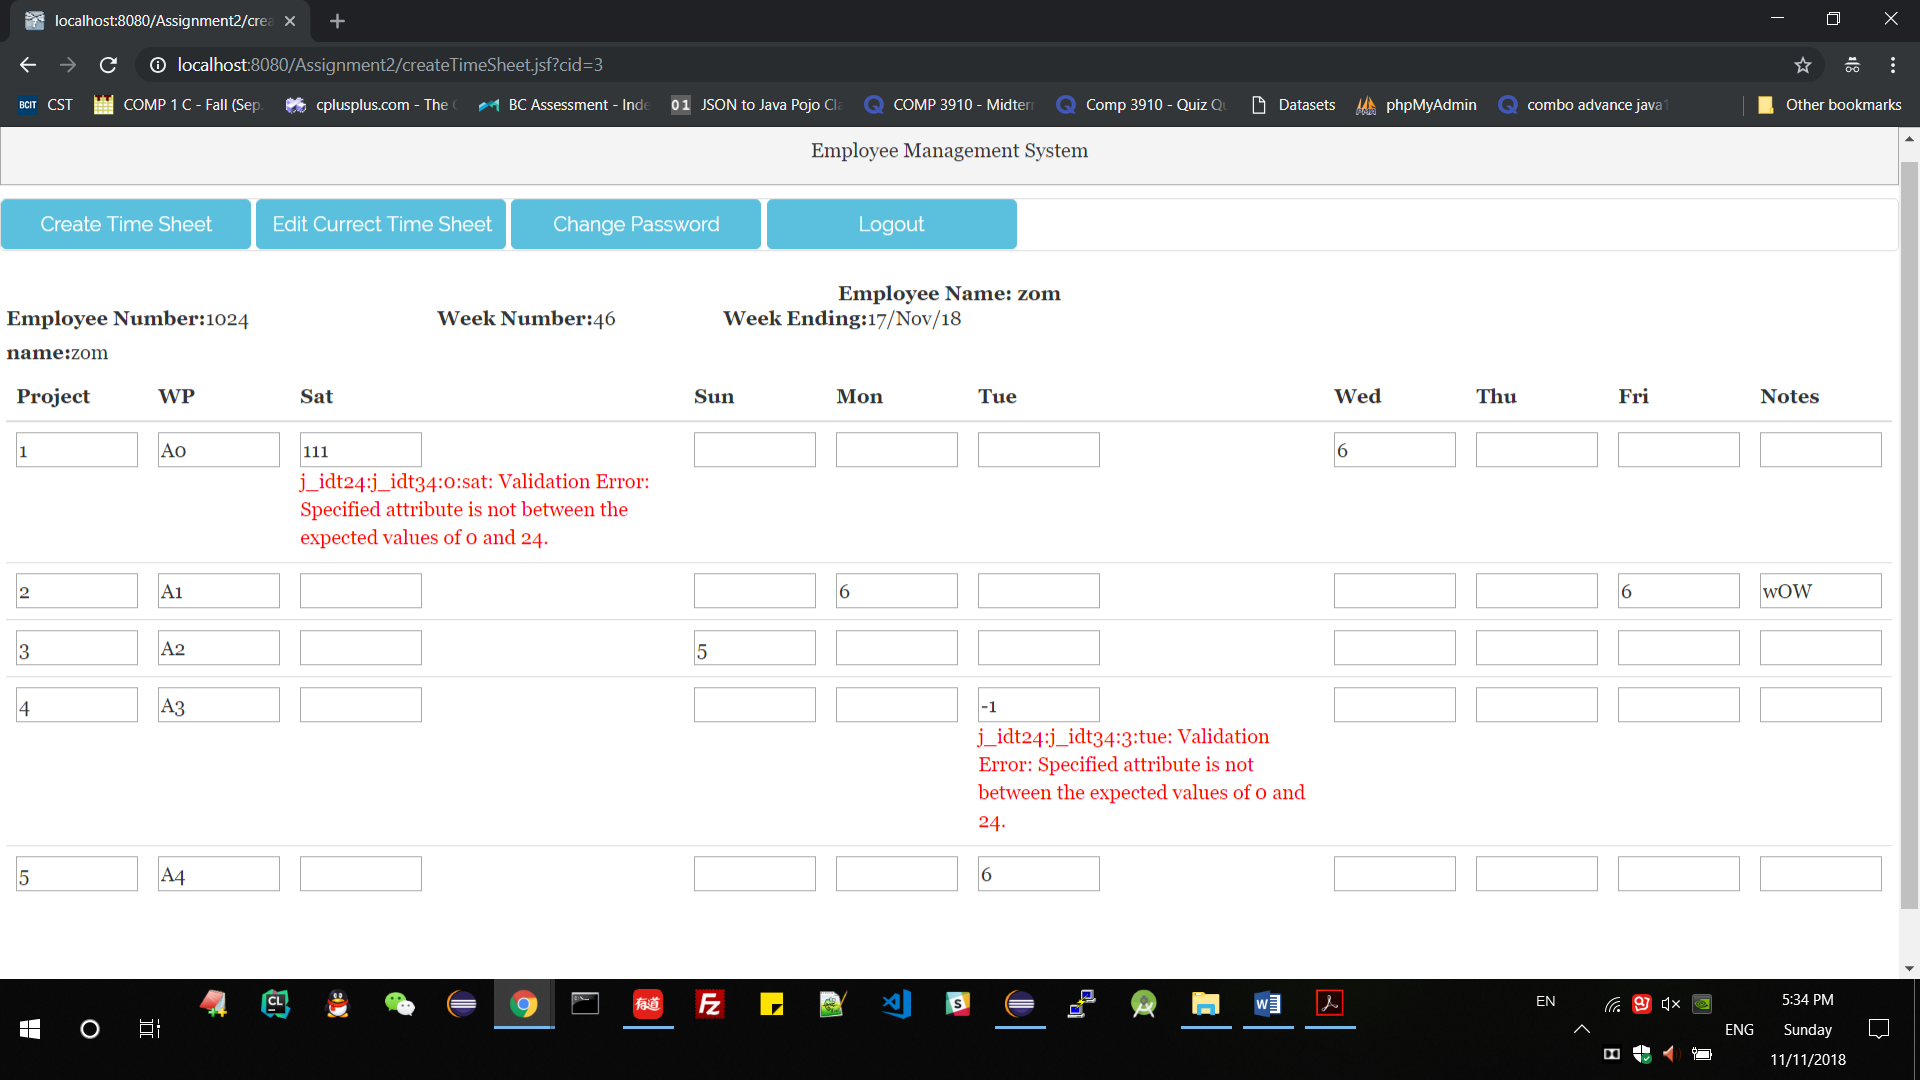 localhost:8080/Assignment2/crea
localhost:8080/Assignment2/createTimeSheet.jsf?cid=3
BCIT CST COMP 1 C - Fall (Sep. cplusplus.com - The C BC Assessment - Inde 01 JSON to Java Pojo Cla COMP 3910 - Midterm Comp 3910 - Quiz Qu Datasets phpMyAdmin combo advance java1 Other bookmarks
Employee Management System
Create Time Sheet Edit Currect Time Sheet Change Password Logout
Employee Name: zom
Employee Number:1024 Week Number:46 Week Ending:17/Nov/18
name:zom
Project WP Sat Sun Mon Tue Wed Thu Fri Notes
1 A0 111 6
j_idt24:j_idt34:0:sat: Validation Error:
Specified attribute is not between the
expected values of 0 and 24.
2 A1 6 6 wOW
3 A2 5
4 A3 -1
j_idt24:j_idt34:3:tue: Validation
Error: Specified attribute is not
between the expected values of 0 and
24.
5 A4 6
EN
5:34 PM
ENG Sunday
11/11/2018